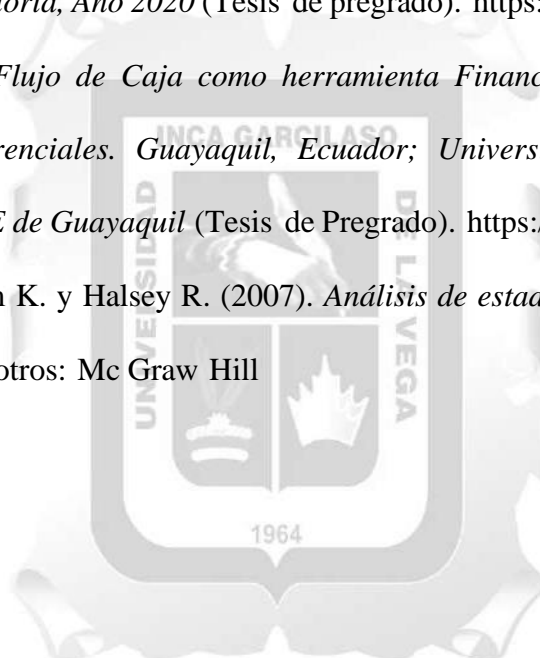 oria, Año 2020 (Tesis de pregrado). https:
Flujo de Caja como herramienta Financ
renciales. Guayaquil, Ecuador; Univers
E de Guayaquil (Tesis de Pregrado). https:/
n K. y Halsey R. (2007). Análisis de estad
otros: Mc Graw Hill
UNIVERSIDAD
INCA GARCILASO
DE LA VEGA
1964